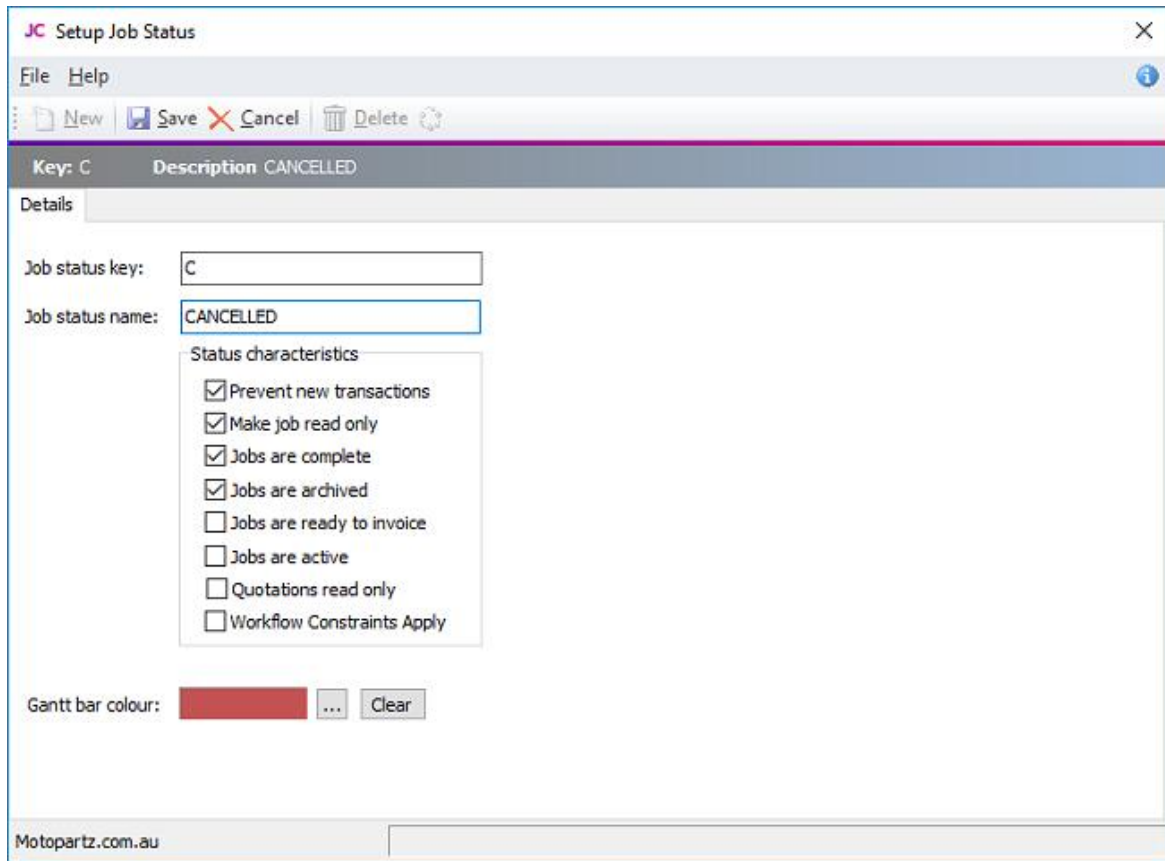 JC Setup Job Status
File Help
New Save Cancel Delete
Key: C Description CANCELLED
Details
Job status key: C
Job status name: CANCELLED
Status characteristics
Prevent new transactions
Make job read only
Jobs are complete
Jobs are archived
Jobs are ready to invoice
Jobs are active
Quotations read only
Workflow Constraints Apply
Gantt bar colour: ... Clear
Motopartz.com.au